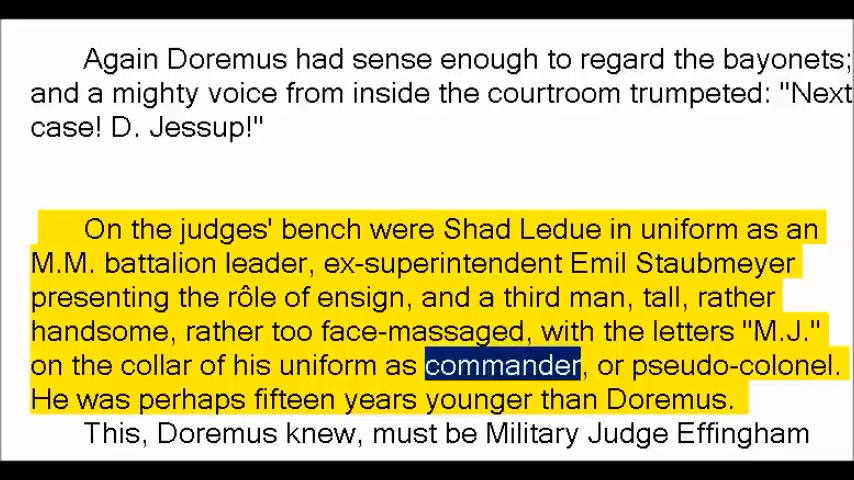 Again Doremus had sense enough to regard the bayonets;
and a mighty voice from inside the courtroom trumpeted: "Next
case! D. Jessup!"
On the judges' bench were Shad Ledue in uniform as an
M.M. battalion leader, ex-superintendent Emil Staubmeyer
presenting the rôle of ensign, and a third man, tall, rather
handsome, rather too face-massaged, with the letters "M.J."
on the collar of his uniform as commander, or pseudo-colonel.
He was perhaps fifteen years younger than Doremus.
This, Doremus knew, must be Military Judge Effingham